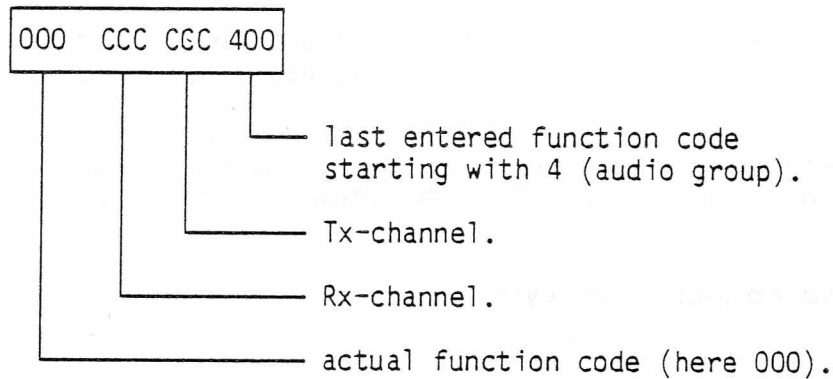 000 CCC CCC 400
last entered function code
starting with 4 (audio group).
Tx-channel.
Rx-channel.
actual function code (here 000).